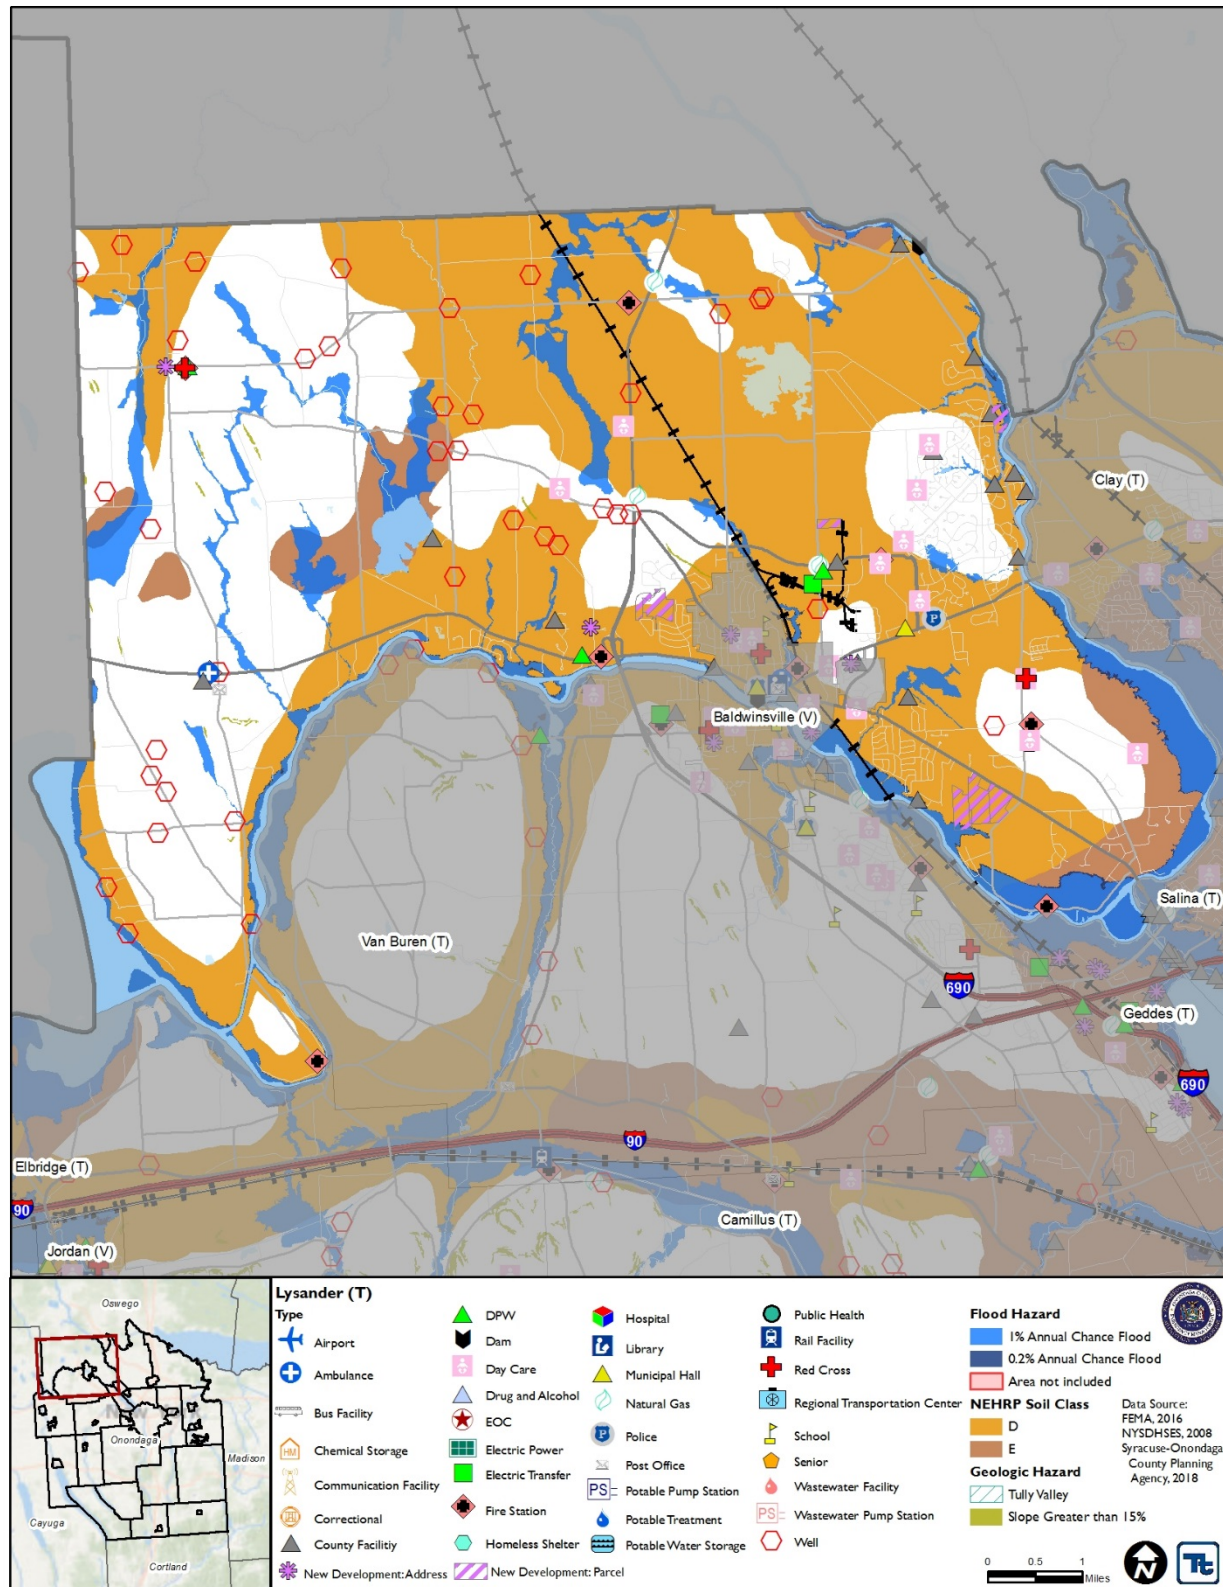 Clay (T)
Baldwinsville (V)
Salina (T)
Van Buren (T)
690
Geddes (T)
690
90
Elbridge (T)
90
Camillus (T)
Jordan (V)
Oswego
Onondaga
Madison
Cayuga
Cortland
Lysander (T)
Type
Airport
Ambulance
Bus Facility
HM Chemical Storage
Communication Facility
Correctional
County Facilitiy
New Development: Address
DPW
Dam
Day Care
Drug and Alcohol
EOC
Electric Power
Electric Transfer
Fire Station
Homeless Shelter
New Development: Parcel
Hospital
Library
Municipal Hall
Natural Gas
P Police
Post Office
PS Potable Pump Station
Potable Treatment
Potable Water Storage
Public Health
Rail Facility
Red Cross
Regional Transportation Center
School
Senior
Wastewater Facility
PS Wastewater Pump Station
Well
Flood Hazard
1% Annual Chance Flood
0.2% Annual Chance Flood
Area not included
NEHRP Soil Class
D
E
Geologic Hazard
Tully Valley
Slope Greater than 15%
Data Source:
FEMA, 2016
NYSDHSES, 2008
Syracuse-Onondaga
County Planning
Agency, 2018
0 0.5 1
Miles
N
Tt